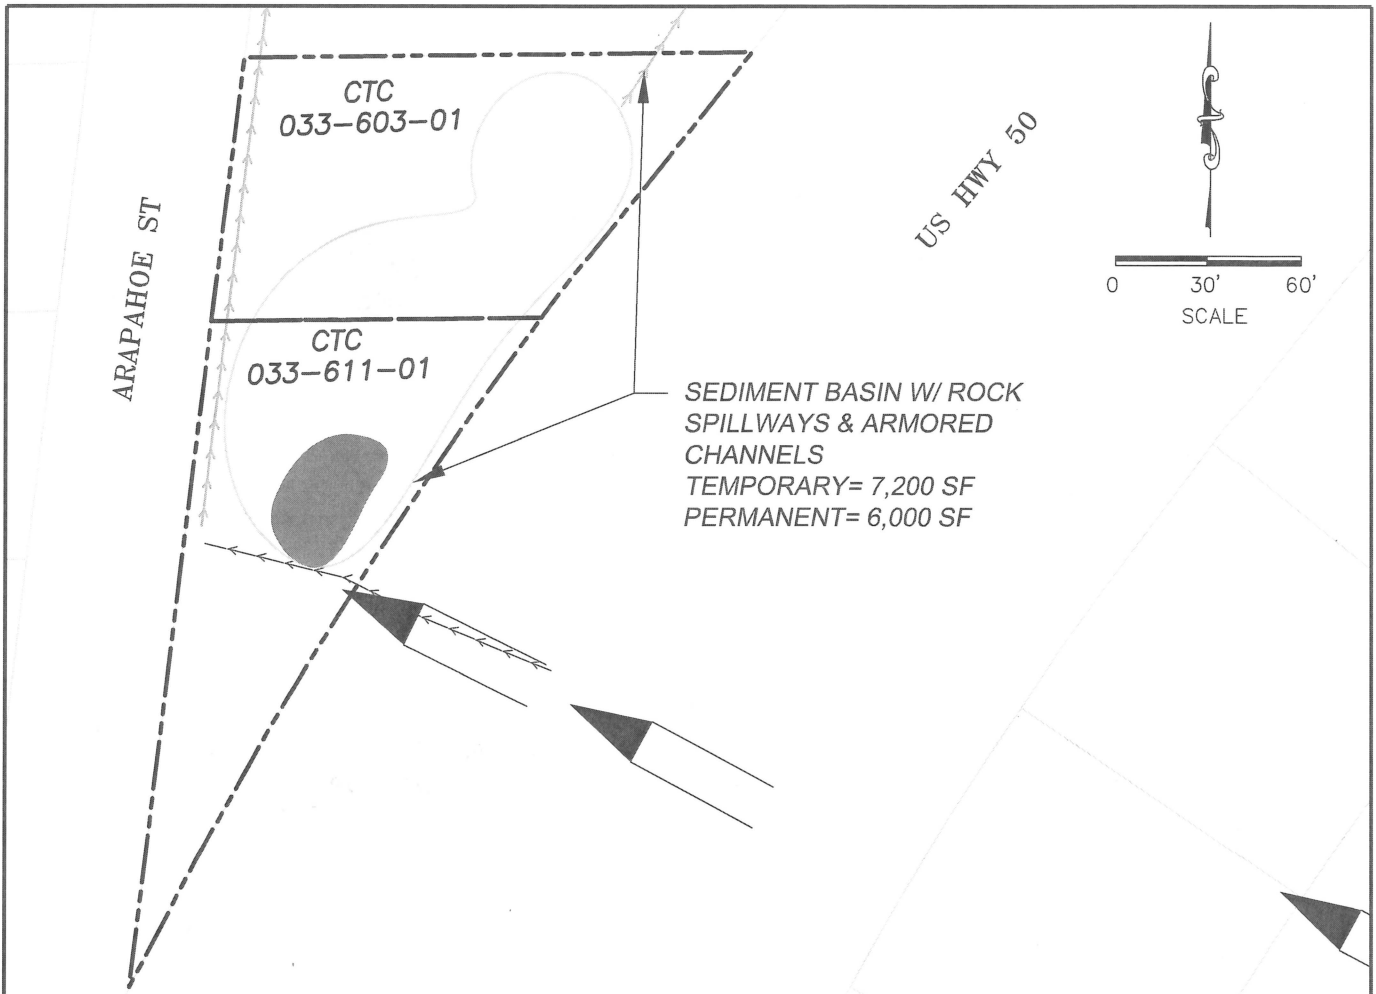 CTC
033-603-01
ARAPAHOE ST
US HWY 50
0 30' 60'
SCALE
CTC
033-611-01
SEDIMENT BASIN W/ ROCK
SPILLWAYS & ARMORED
CHANNELS
TEMPORARY= 7,200 SF
PERMANENT= 6,000 SF